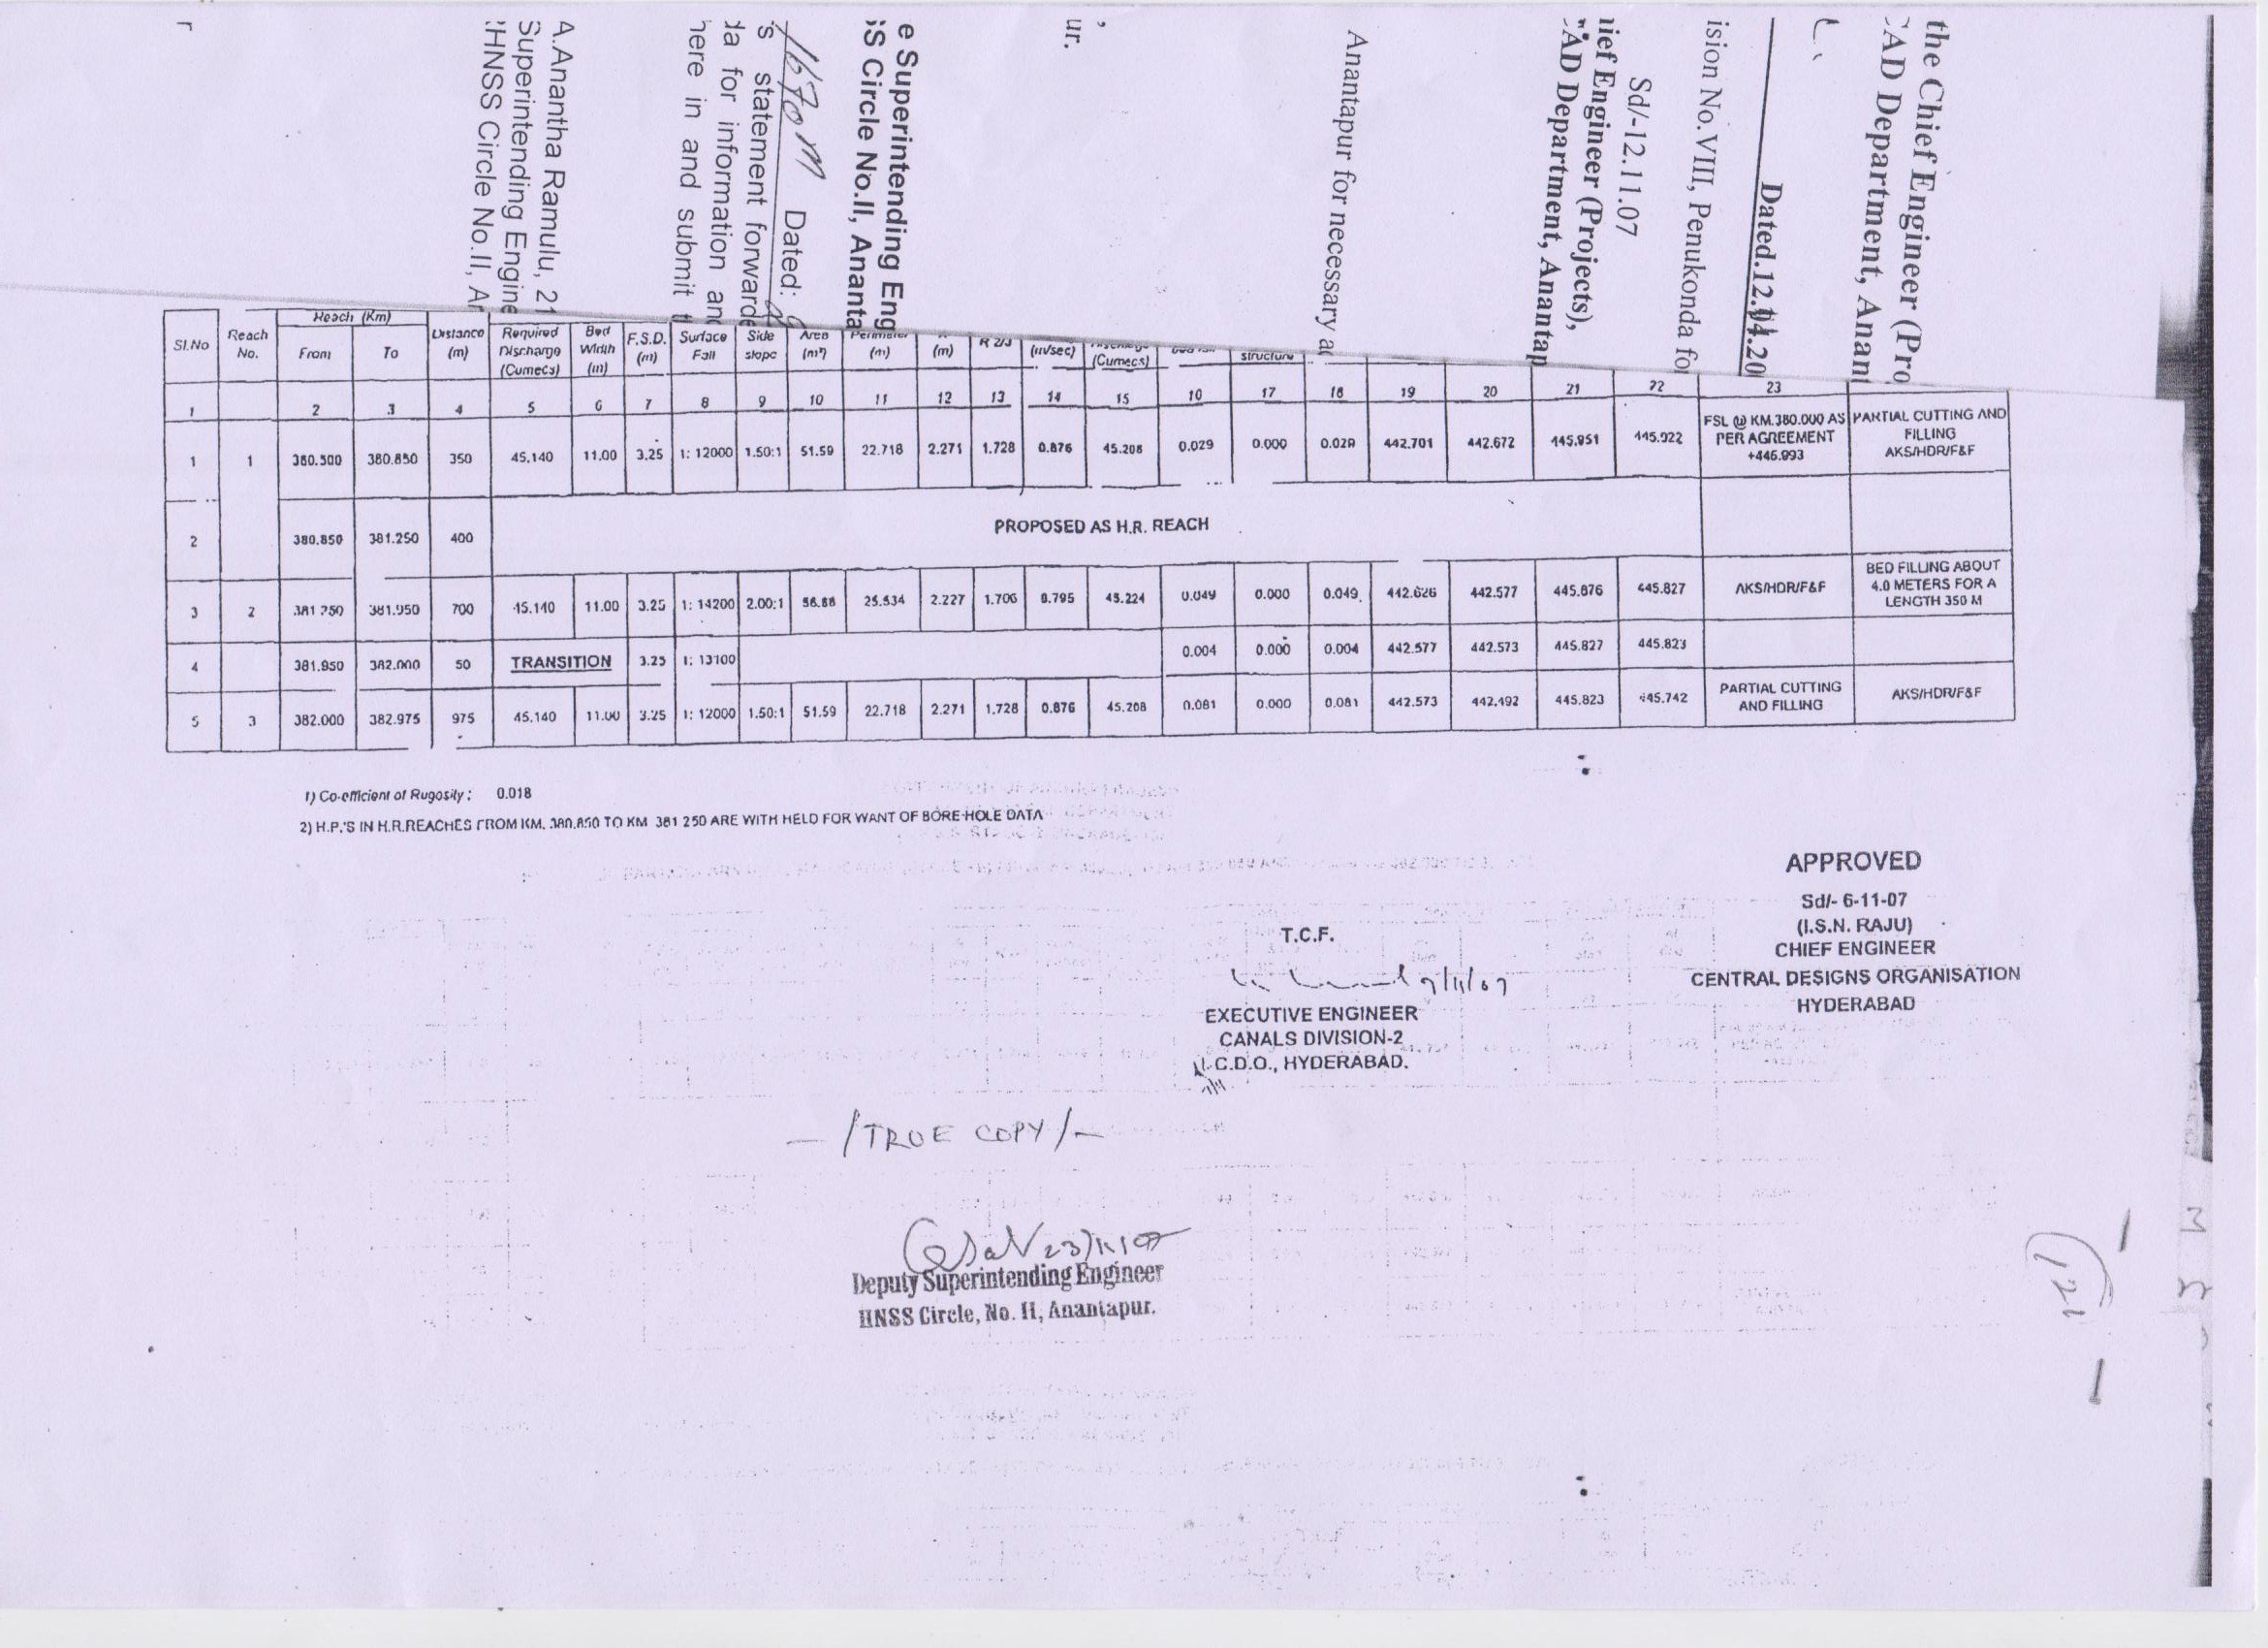 the Chief Engineer (Pro
CAD Department, Anant
Dated.12.
ision No.VIII, Penukonda fo
Sd/-12.11.07
ief Engineer (Projects),
CAD Department, Anantap
Anantapur for necessary a
ur.
e Superintending Eng
SS Circle No.II, Ananta
Dated:
s statement forwarde
da for information and
here in and submit t
A.Anantha Ramulu, 21
Superintending Engine
HNSS Circle No.II, An
Sl.No Reach No. Reach (Km) From To Distance (m) Required Discharge (Cumecs) Bed Width (m) F.S.D. (m) Surface Fall Side slope Area (m²) Perimeter (m) (m) R 2/3 (m/sec) (Cumecs) structure
1 2 3 4 5 6 7 8 9 10 11 12 13 14 15 16 17 18 19 20 21 22 23
1 1 380.500 380.850 350 45.140 11.00 3.25 1: 12000 1.50:1 51.59 22.718 2.271 1.728 0.876 45.208 0.029 0.000 0.029 442.701 442.672 445.951 445.922 FSL @ KM.380.000 AS PER AGREEMENT +446.993 PARTIAL CUTTING AND FILLING AKS/HDR/F&F
2 380.850 381.250 400 PROPOSED AS H.R. REACH
3 2 381.250 381.950 700 45.140 11.00 3.25 1: 14200 2.00:1 56.88 25.534 2.227 1.706 0.795 45.224 0.049 0.000 0.049 442.626 442.577 445.876 445.827 AKS/HDR/F&F BED FILLING ABOUT 4.0 METERS FOR A LENGTH 350 M
4 381.950 382.000 50 TRANSITION 3.25 1: 13100 0.004 0.000 0.004 442.577 442.573 445.827 445.823
5 3 382.000 382.975 975 45.140 11.00 3.25 1: 12000 1.50:1 51.59 22.718 2.271 1.728 0.876 45.208 0.081 0.000 0.081 442.573 442.492 445.823 445.742 PARTIAL CUTTING AND FILLING AKS/HDR/F&F
1) Co-efficient of Rugosity : 0.018
2) H.P.'S IN H.R.REACHES FROM KM. 380.850 TO KM 381 250 ARE WITH HELD FOR WANT OF BORE-HOLE DATA
APPROVED
Sd/- 6-11-07
(I.S.N. RAJU)
CHIEF ENGINEER
CENTRAL DESIGNS ORGANISATION
HYDERABAD
T.C.F.
7/11/07
EXECUTIVE ENGINEER
CANALS DIVISION-2
C.D.O., HYDERABAD.
- /TRUE COPY/-
23/11/07
Deputy Superintending Engineer
HNSS Circle, No. II, Anantapur.